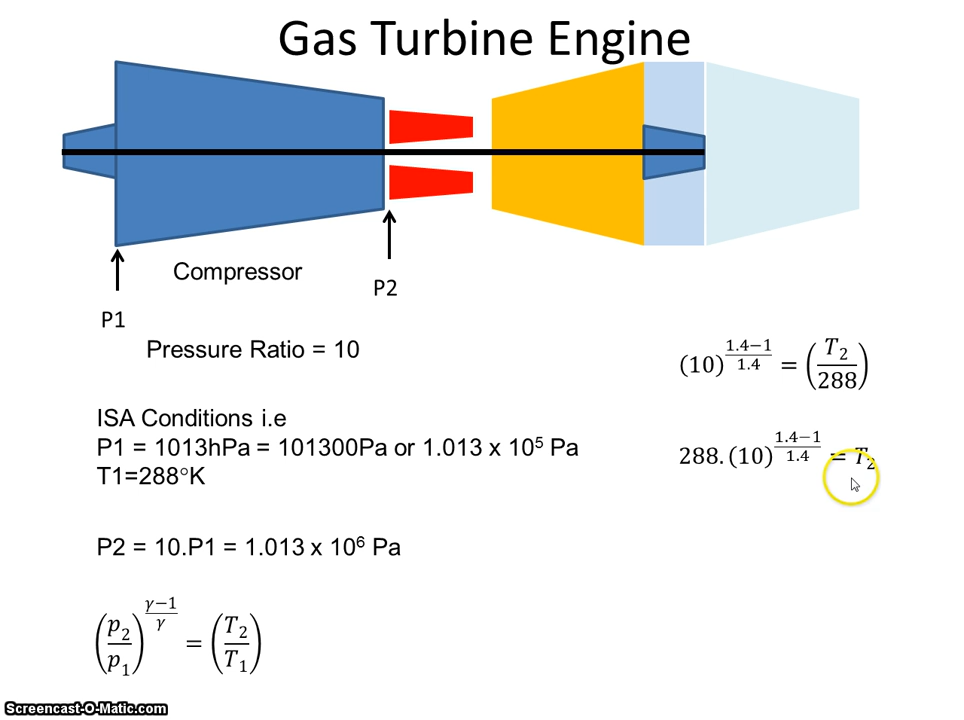 Gas Turbine Engine
Compressor
P2
P1
Pressure Ratio = 10
ISA Conditions i.e
P1 = 1013hPa = 101300Pa or 1.013 x 10⁵ Pa
T1=288°K
P2 = 10.P1 = 1.013 x 10⁶ Pa
(p₂/p₁)^((γ−1)/γ) = (T₂/T₁)
(10)^((1.4−1)/1.4) = (T₂/288)
288.(10)^((1.4−1)/1.4) = T₂
Screencast-O-Matic.com